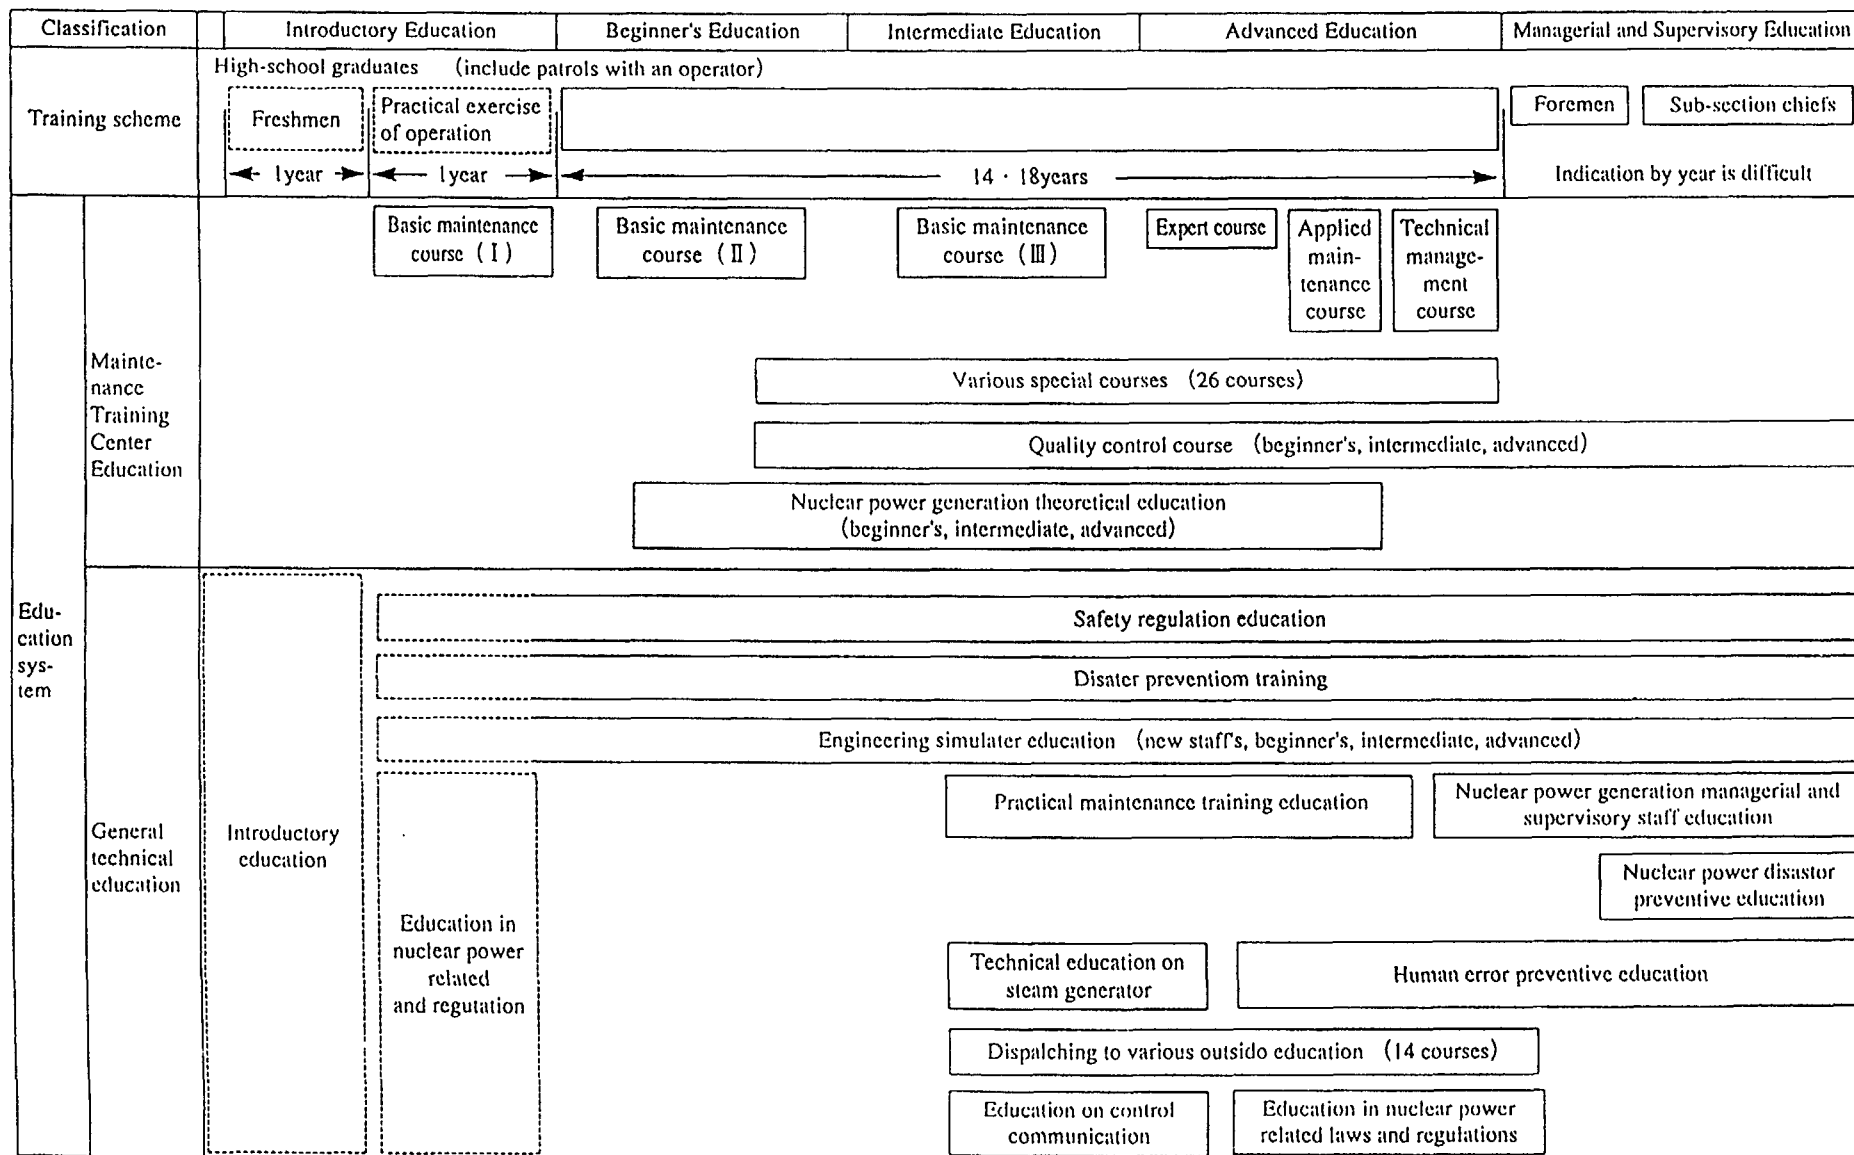 Classification
Introductory Education
Beginner's Education
Intermediate Education
Advanced Education
Managerial and Supervisory Education
Training scheme
High-school graduates (include patrols with an operator)
Freshmen
Practical exercise
of operation
Foremen
Sub-section chiefs
1year
1year
14・18years
Indication by year is difficult
Edu-
cation
sys-
tem
Mainte-
nance
Training
Center
Education
Basic maintenance
course (I)
Basic maintenance
course (II)
Basic maintenance
course (III)
Expert course
Applied
main-
tenance
course
Technical
manage-
ment
course
Various special courses (26 courses)
Quality control course (beginner's, intermediate, advanced)
Nuclear power generation theoretical education
(beginner's, intermediate, advanced)
General
technical
education
Introductory
education
Safety regulation education
Disater preventiom training
Engineering simulater education (new staff's, beginner's, intermediate, advanced)
Education in
nuclear power
related
and regutation
Practical maintenance training education
Nuclear power generation managerial and
supervisory staff education
Nuclear power disastor
preventive education
Technical education on
steam generator
Human error preventive education
Dispalching to various outsido education (14 courses)
Education on control
communication
Education in nuclear power
related laws and regulations